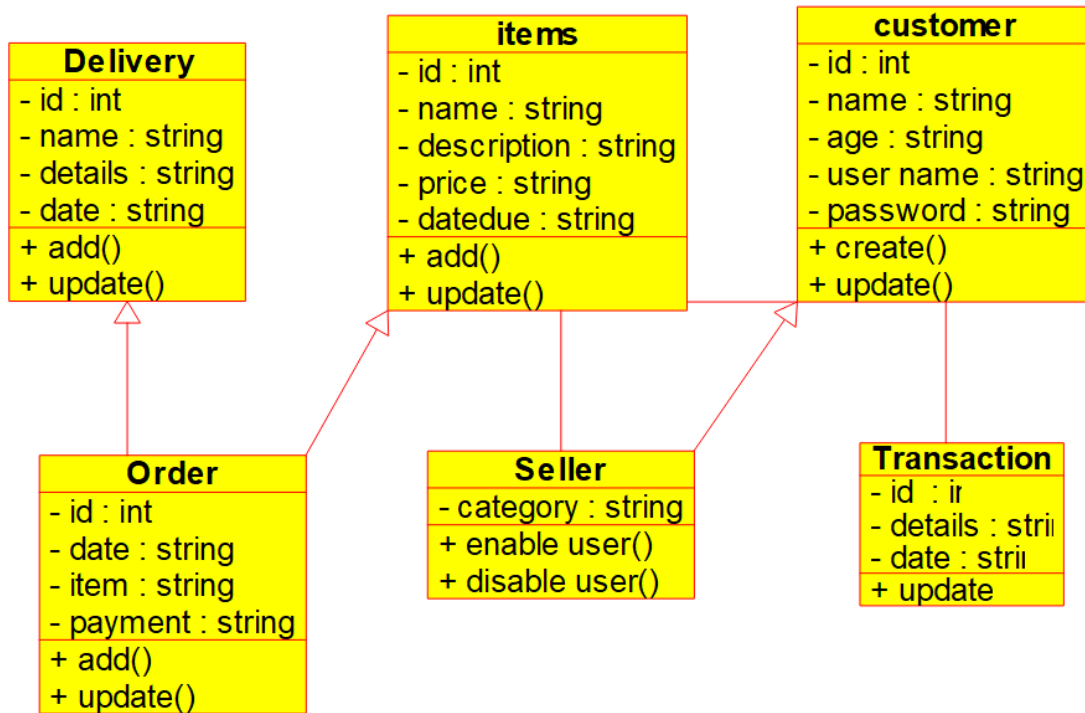 Delivery
- id : int
- name : string
- details : string
- date : string
+ add()
+ update()
items
- id : int
- name : string
- description : string
- price : string
- datedue : string
+ add()
+ update()
customer
- id : int
- name : string
- age : string
- user name : string
- password : string
+ create()
+ update()
Order
- id : int
- date : string
- item : string
- payment : string
+ add()
+ update()
Seller
- category : string
+ enable user()
+ disable user()
Transaction
- id :
- details :
- date :
+ update